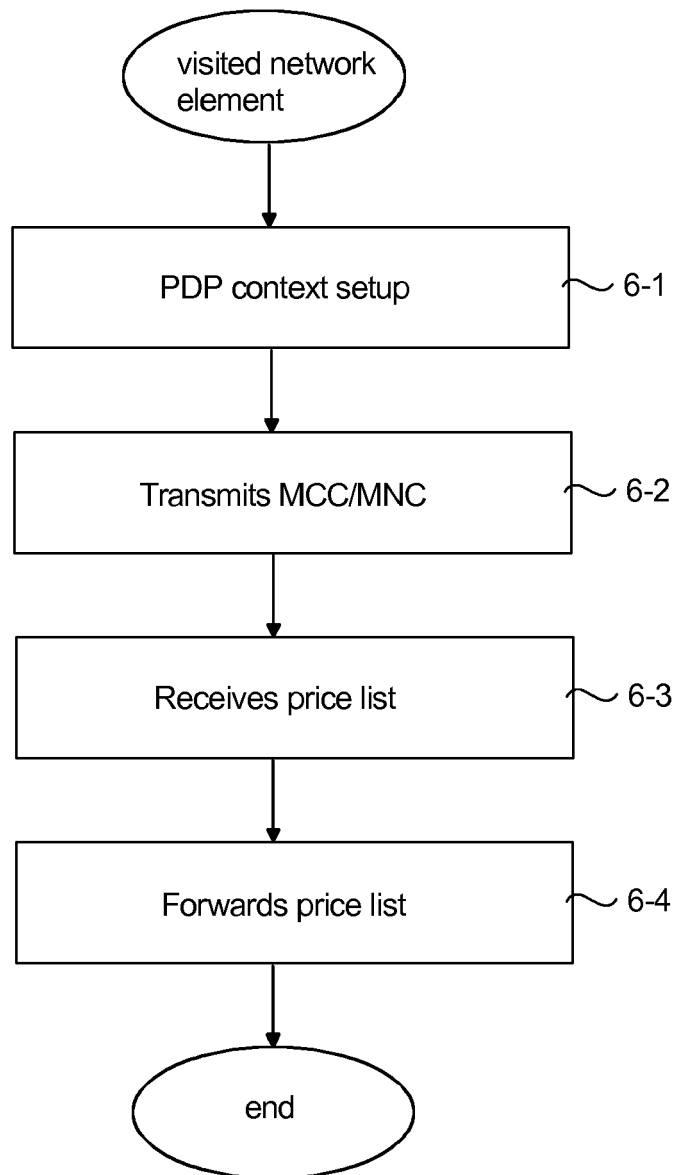 visited network
element
PDP context setup
6-1
Transmits MCC/MNC
6-2
Receives price list
6-3
Forwards price list
6-4
end